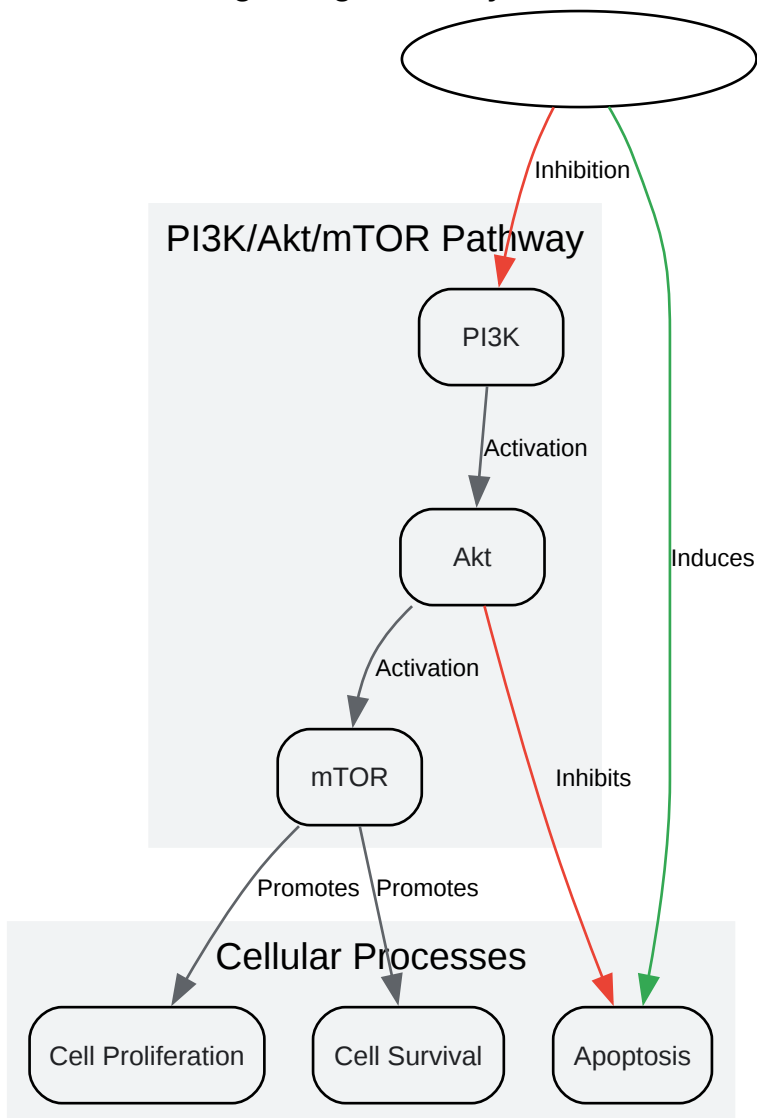 Inhibition
PI3K/Akt/mTOR Pathway
PI3K
Activation
Akt
Induces
Activation
mTOR
Inhibits
Promotes
Promotes
Cellular Processes
Cell Proliferation
Cell Survival
Apoptosis